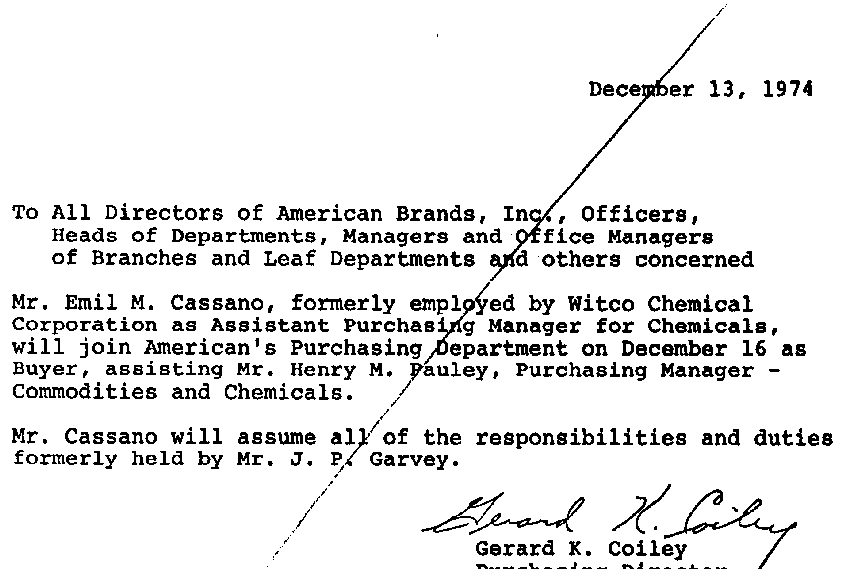 December 13, 1974
To All Directors of American Brands, Inc., Officers,
Heads of Departments, Managers and Office Managers
of Branches and Leaf Departments and others concerned
Mr. Emil M. Cassano, formerly employed by Witco Chemical
Corporation as Assistant Purchasing Manager for Chemicals,
will join American's Purchasing Department on December 16 as
Buyer, assisting Mr. Henry M. Pauley, Purchasing Manager -
Commodities and Chemicals.
Mr. Cassano will assume all of the responsibilities and duties
formerly held by Mr. J. P. Garvey.
Gerard K. Coiley
Gerard K. Coiley
Purchasing Director